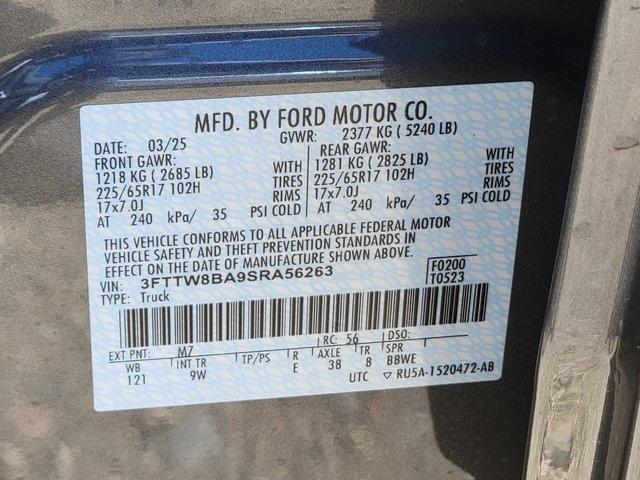 MFD. BY FORD MOTOR CO.
DATE: 03/25 GVWR: 2377 KG ( 5240 LB)
FRONT GAWR: REAR GAWR:
1218 KG ( 2685 LB) WITH 1281 KG ( 2825 LB) WITH
225/65R17 102H TIRES 225/65R17 102H TIRES
17x7.0J RIMS 17x7.0J RIMS
AT 240 kPa/ 35 PSI COLD AT 240 kPa/ 35 PSI COLD
THIS VEHICLE CONFORMS TO ALL APPLICABLE FEDERAL MOTOR
VEHICLE SAFETY AND THEFT PREVENTION STANDARDS IN
EFFECT ON THE DATE OF MANUFACTURE SHOWN ABOVE.
VIN: 3FTTW8BA9SRA56263 F0200
TYPE: Truck T0523
EXT PNT: M7 RC: 56 DSO:
WB INT TR TP/PS R AXLE TR SPR
121 9W E 38 8 BBWE
UTC ▽ RU5A-1520472-AB